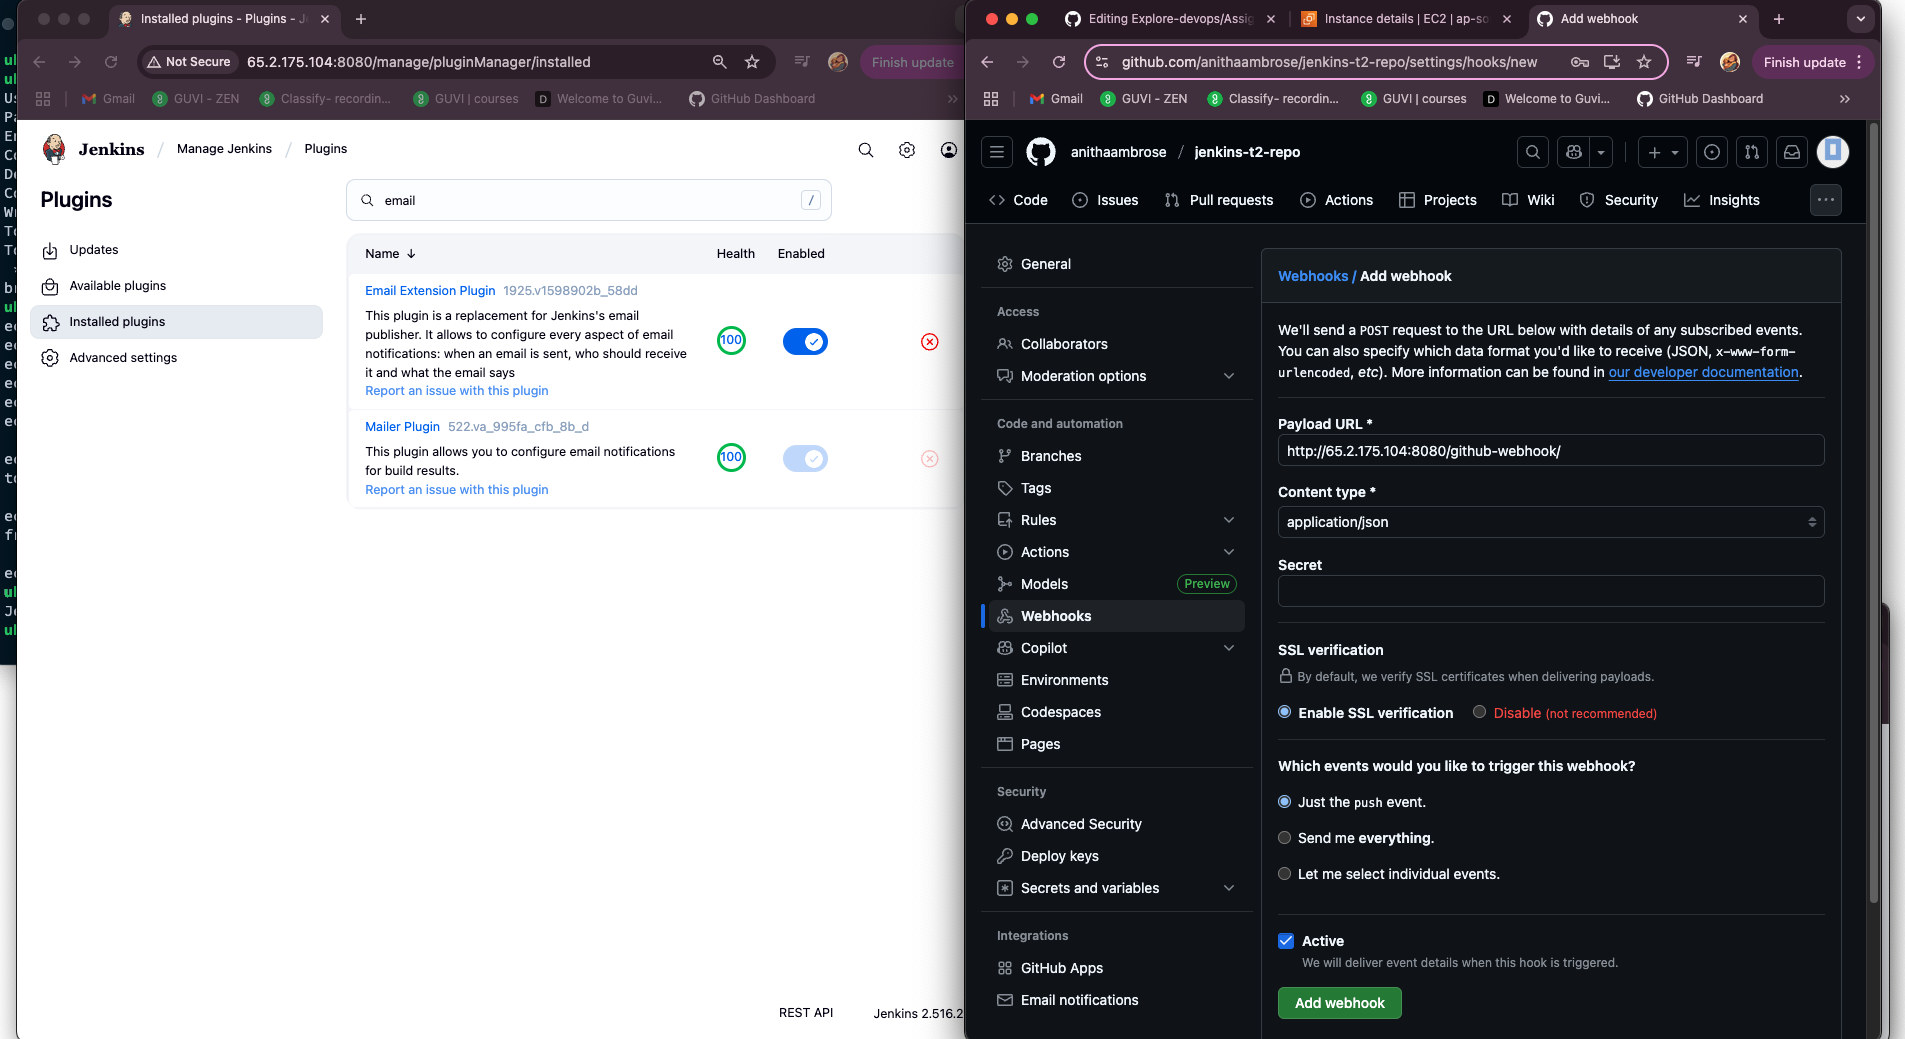 Installed plugins - Plugins - Je
Not Secure 65.2.175.104:8080/manage/pluginManager/installed
Finish update
Gmail
GUVI - ZEN
Classify- recordin...
GUVI | courses
Welcome to Guvi...
GitHub Dashboard
»
Jenkins / Manage Jenkins / Plugins
Plugins
email
/
Updates
Available plugins
Installed plugins
Advanced settings
Name ↓ Health Enabled
Email Extension Plugin 1925.v1598902b_58dd
This plugin is a replacement for Jenkins's email
publisher. It allows to configure every aspect of email
notifications: when an email is sent, who should receive
it and what the email says
Report an issue with this plugin
100
Mailer Plugin 522.va_995fa_cfb_8b_d
This plugin allows you to configure email notifications
for build results.
Report an issue with this plugin
100
REST API
Jenkins 2.516.2
Editing Explore-devops/Assig
Instance details | EC2 | ap-so
Add webhook
github.com/anithaambrose/jenkins-t2-repo/settings/hooks/new
Finish update
Gmail
GUVI - ZEN
Classify- recordin...
GUVI | courses
Welcome to Guvi...
GitHub Dashboard
»
anithaambrose / jenkins-t2-repo
Code
Issues
Pull requests
Actions
Projects
Wiki
Security
Insights
General
Access
Collaborators
Moderation options
Code and automation
Branches
Tags
Rules
Actions
Models Preview
Webhooks
Copilot
Environments
Codespaces
Pages
Security
Advanced Security
Deploy keys
Secrets and variables
Integrations
GitHub Apps
Email notifications
Webhooks / Add webhook
We'll send a POST request to the URL below with details of any subscribed events.
You can also specify which data format you'd like to receive (JSON, x-www-form-
urlencoded, etc). More information can be found in our developer documentation.
Payload URL *
http://65.2.175.104:8080/github-webhook/
Content type *
application/json
Secret
SSL verification
By default, we verify SSL certificates when delivering payloads.
Enable SSL verification
Disable (not recommended)
Which events would you like to trigger this webhook?
Just the push event.
Send me everything.
Let me select individual events.
Active
We will deliver event details when this hook is triggered.
Add webhook